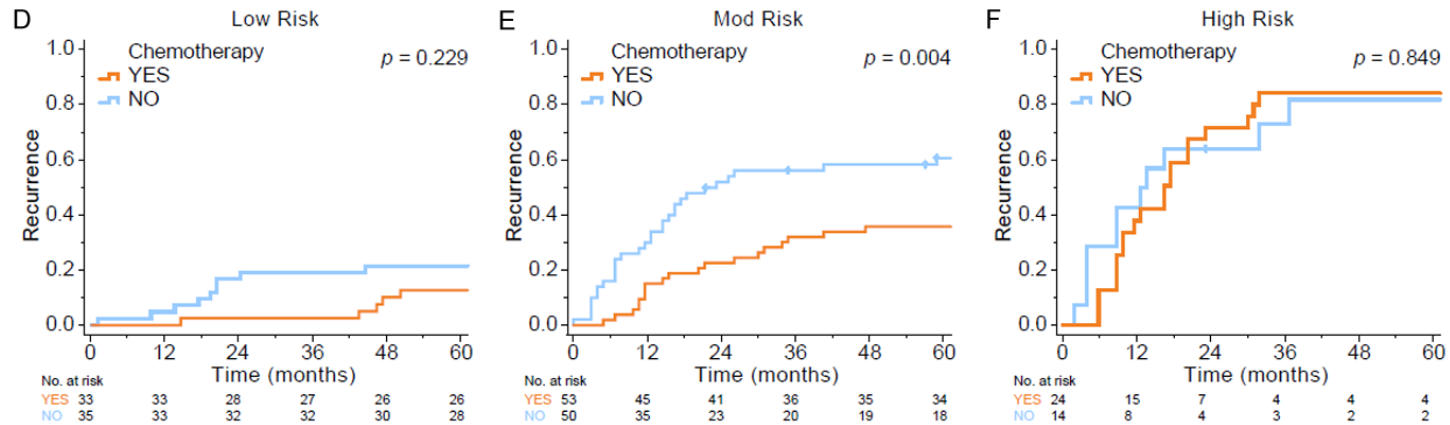 D
Low Risk
Chemotherapy
YES
NO
p = 0.229
Recurrence
1.0
0.8
0.6
0.4
0.2
0.0
0 12 24 36 48 60
Time (months)
No. at risk
YES 33 33 28 27 26 26
NO 35 33 32 32 30 28
E
Mod Risk
Chemotherapy
YES
NO
p = 0.004
Recurrence
1.0
0.8
0.6
0.4
0.2
0.0
0 12 24 36 48 60
Time (months)
No. at risk
YES 53 45 41 36 35 34
NO 50 35 23 20 19 18
F
High Risk
Chemotherapy
YES
NO
p = 0.849
Recurrence
1.0
0.8
0.6
0.4
0.2
0.0
0 12 24 36 48 60
Time (months)
No. at risk
YES 24 15 7 4 4 4
NO 14 8 4 3 2 2